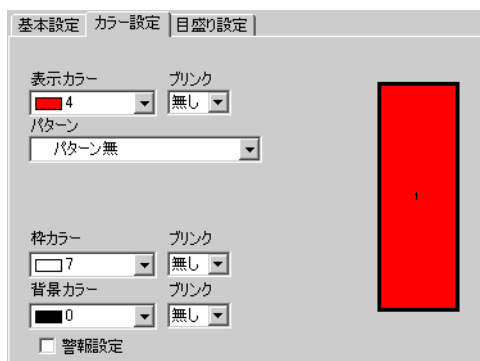 基本設定 カラー設定 目盛り設定
表示カラー ブリンク
4 無し
パターン
パターン無
1
枠カラー ブリンク
7 無し
背景カラー ブリンク
0 無し
警報設定